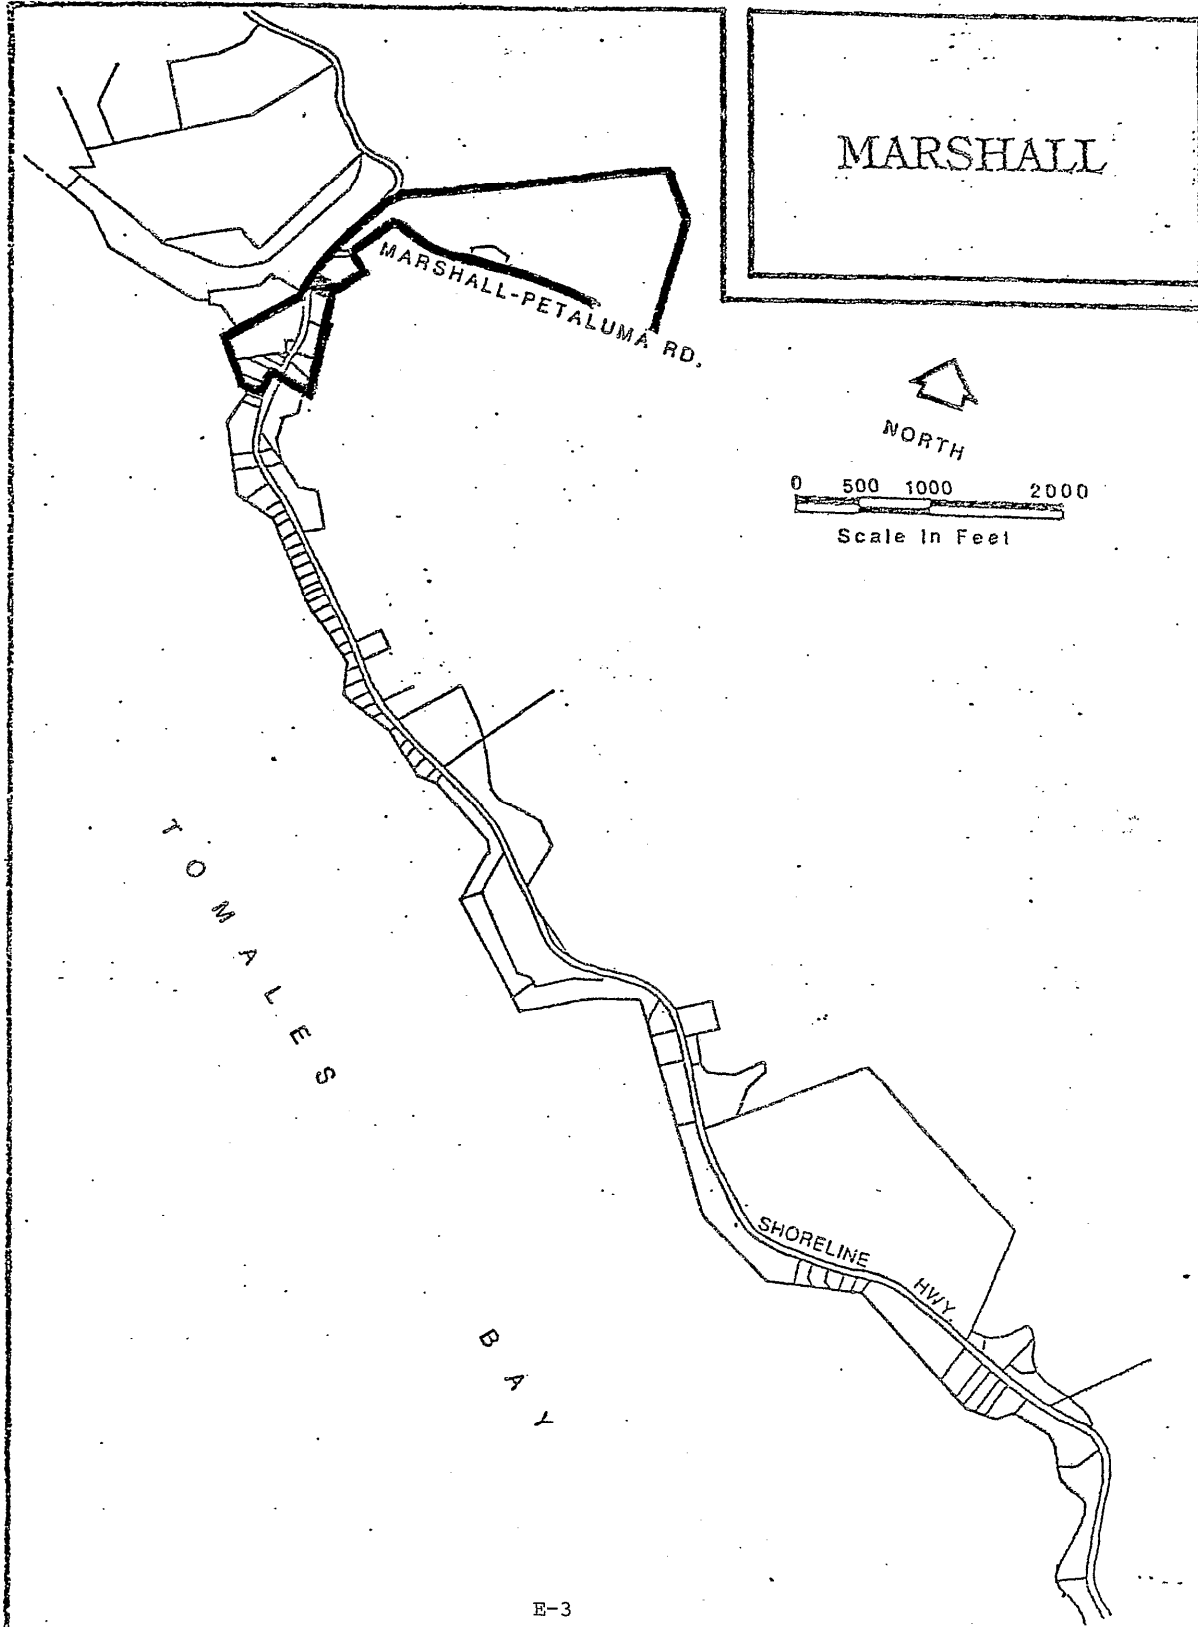 MARSHALL
MARSHALL-PETALUMA RD.
NORTH
0 500 1000 2000
Scale In Feet
TOMALES
BAY
SHORELINE
HWY.
E-3